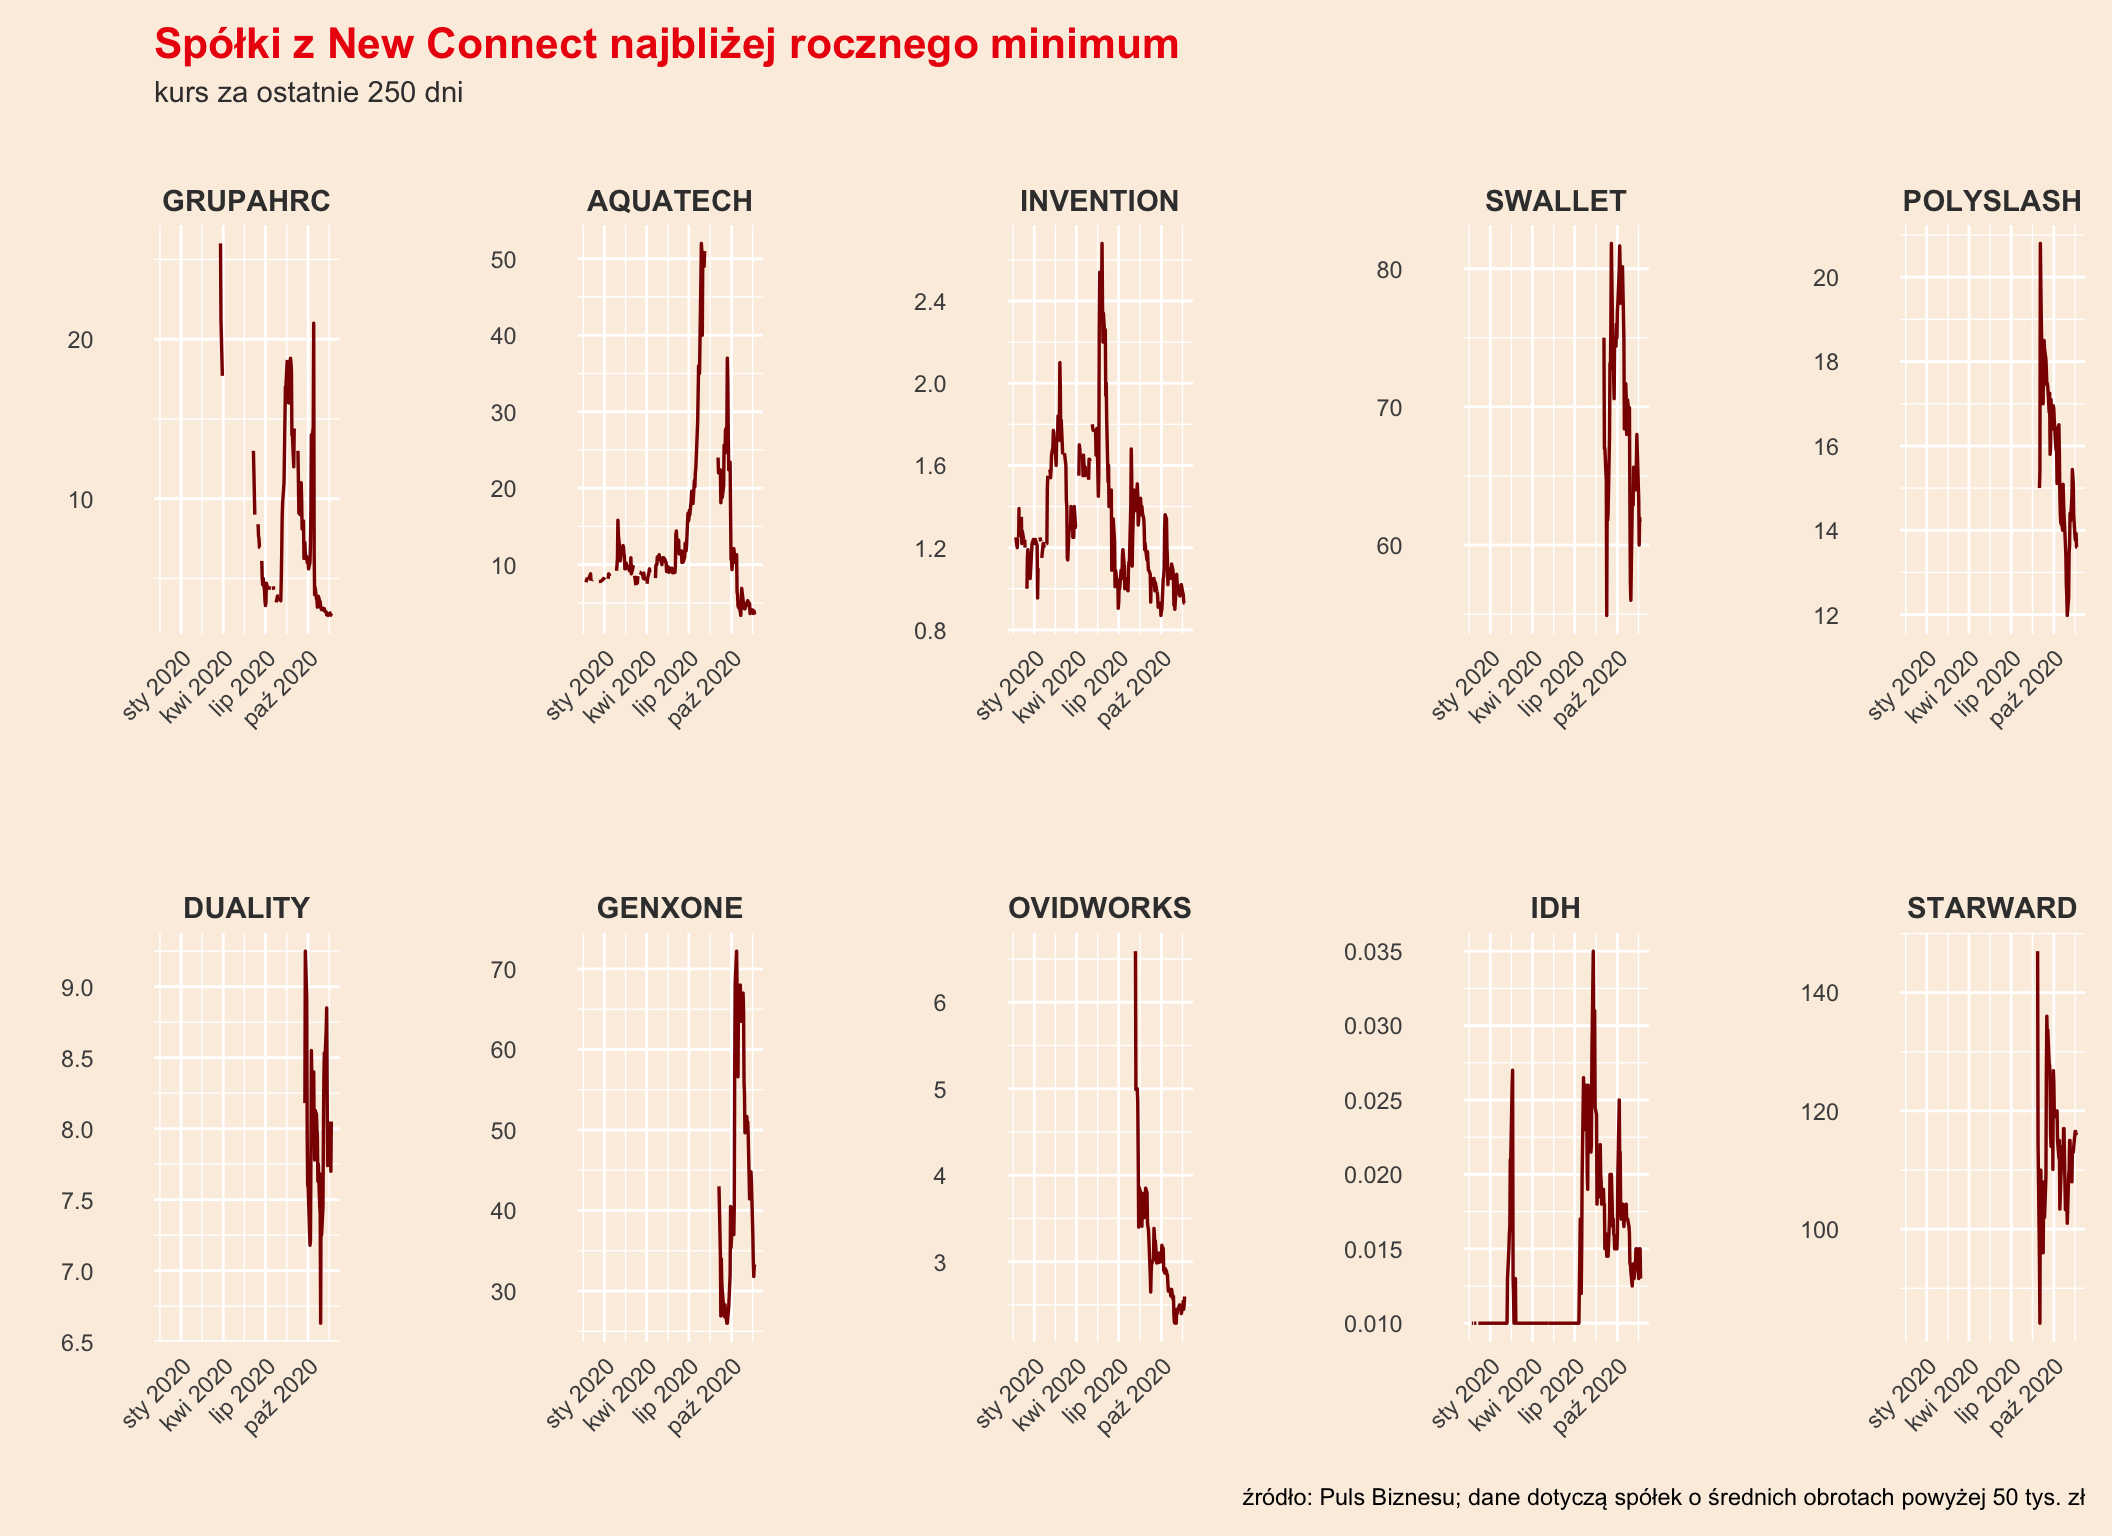 Spółki z New Connect najbliżej rocznego minimum
kurs za ostatnie 250 dni
GRUPAHRC
20
10
sty 2020
kwi 2020
lip 2020
paź 2020
AQUATECH
50
40
30
20
10
sty 2020
kwi 2020
lip 2020
paź 2020
INVENTION
2.4
2.0
1.6
1.2
0.8
sty 2020
kwi 2020
lip 2020
paź 2020
SWALLET
80
70
60
sty 2020
kwi 2020
lip 2020
paź 2020
POLYSLASH
20
18
16
14
12
sty 2020
kwi 2020
lip 2020
paź 2020
DUALITY
9.0
8.5
8.0
7.5
7.0
6.5
sty 2020
kwi 2020
lip 2020
paź 2020
GENXONE
70
60
50
40
30
sty 2020
kwi 2020
lip 2020
paź 2020
OVIDWORKS
6
5
4
3
sty 2020
kwi 2020
lip 2020
paź 2020
IDH
0.035
0.030
0.025
0.020
0.015
0.010
sty 2020
kwi 2020
lip 2020
paź 2020
STARWARD
140
120
100
sty 2020
kwi 2020
lip 2020
paź 2020
źródło: Puls Biznesu; dane dotyczą spółek o średnich obrotach powyżej 50 tys. zł